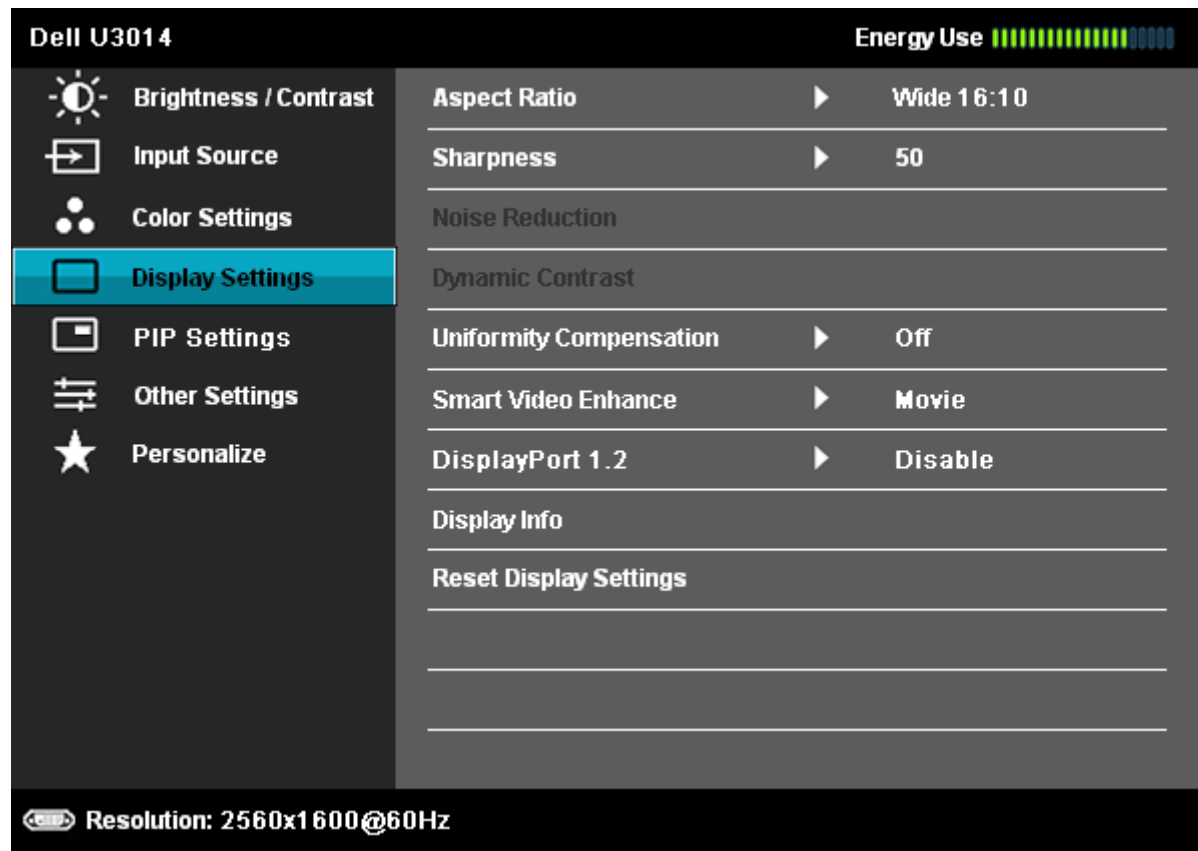 Dell U3014
Energy Use
Brightness / Contrast
Input Source
Color Settings
Display Settings
PIP Settings
Other Settings
Personalize
Aspect Ratio Wide 16:10
Sharpness 50
Noise Reduction
Dynamic Contrast
Uniformity Compensation Off
Smart Video Enhance Movie
DisplayPort 1.2 Disable
Display Info
Reset Display Settings
Resolution: 2560x1600@60Hz